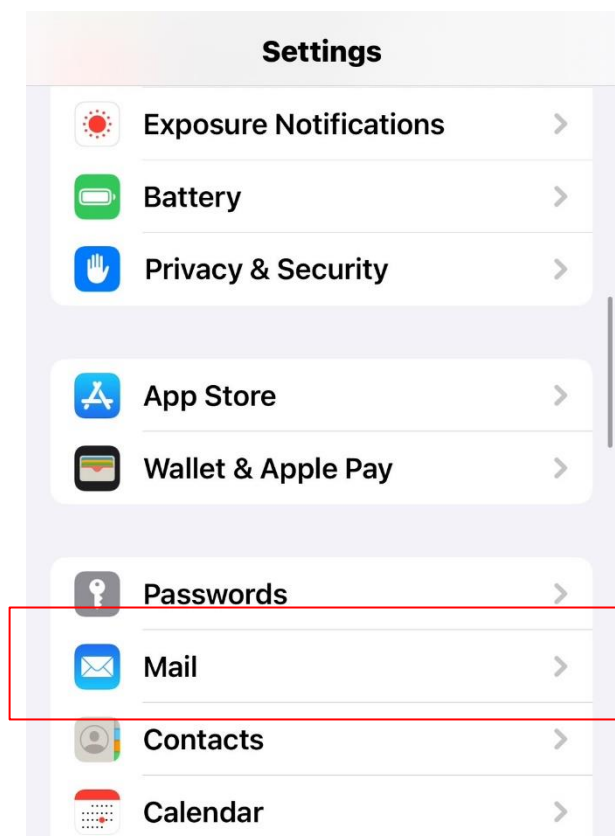 Settings
Exposure Notifications
Battery
Privacy & Security
App Store
Wallet & Apple Pay
Passwords
Mail
Contacts
Calendar